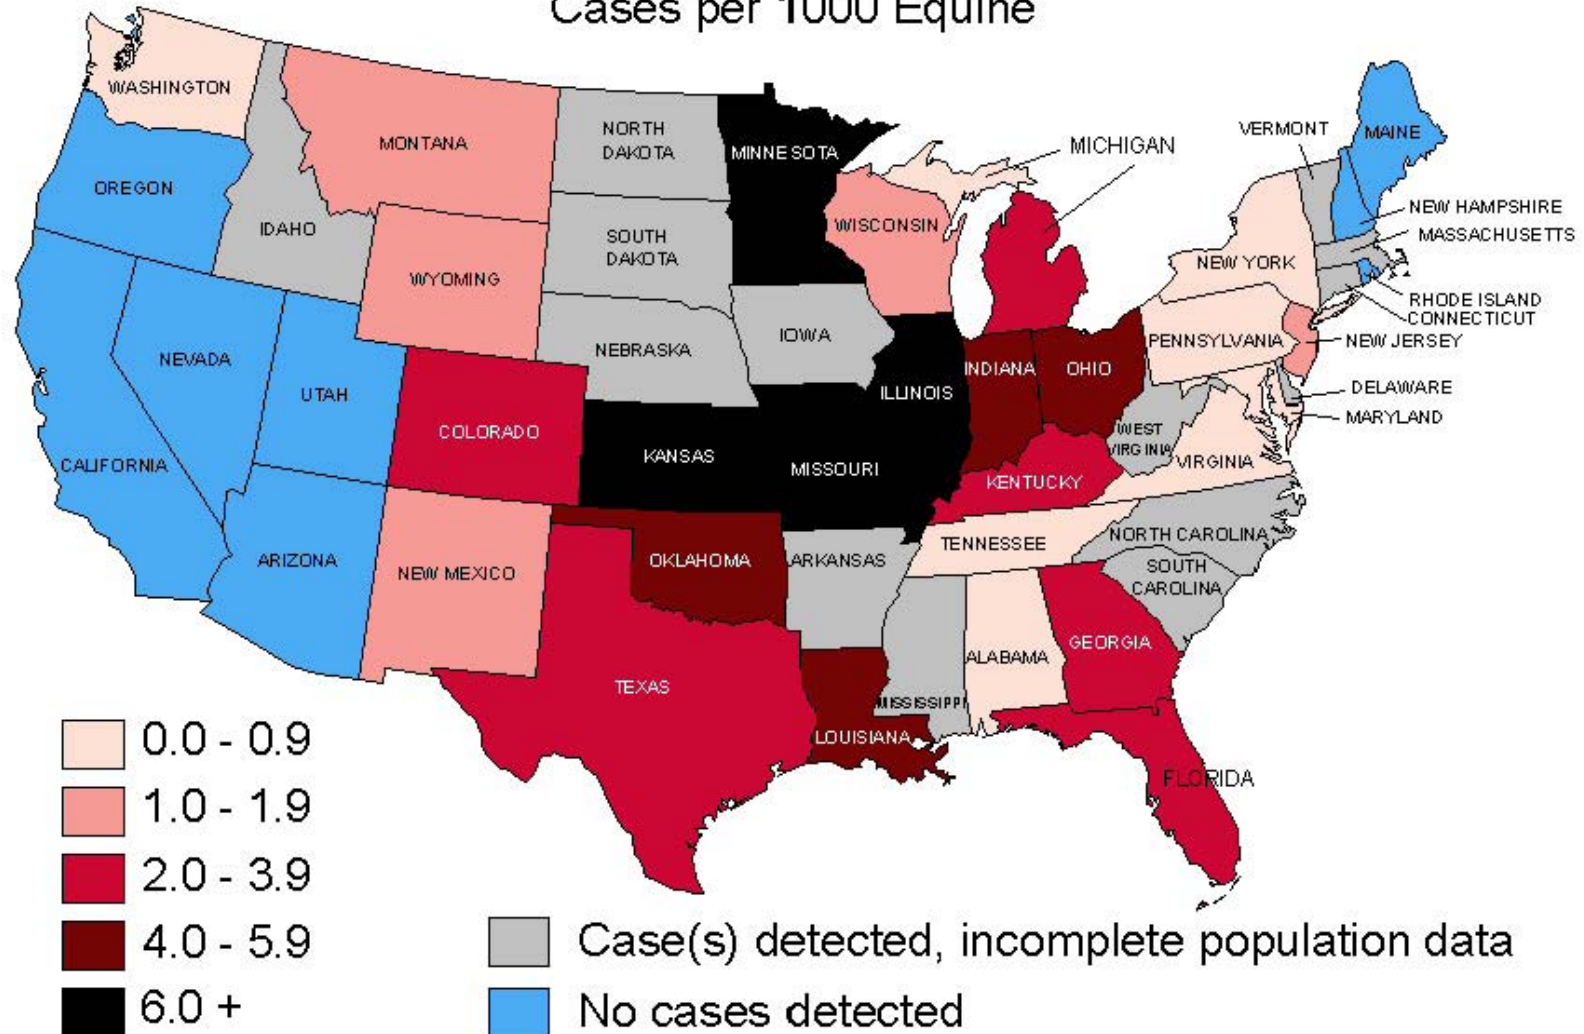 Cases per 1000 Equine
WASHINGTON
MONTANA
NORTH
DAKOTA
MINNESOTA
MICHIGAN
VERMONT
MAINE
OREGON
IDAHO
WYOMING
SOUTH
DAKOTA
WISCONSIN
NEW YORK
NEW HAMPSHIRE
MASSACHUSETTS
RHODE ISLAND
CONNECTICUT
NEVADA
UTAH
NEBRASKA
IOWA
ILLINOIS
INDIANA
OHIO
PENNSYLVANIA
NEW JERSEY
DELAWARE
MARYLAND
CALIFORNIA
COLORADO
KANSAS
MISSOURI
KENTUCKY
WEST
VIRGINIA
VIRGINIA
ARIZONA
NEW MEXICO
OKLAHOMA
ARKANSAS
TENNESSEE
NORTH CAROLINA
SOUTH
CAROLINA
TEXAS
LOUISIANA
MISSISSIPPI
ALABAMA
GEORGIA
FLORIDA
0.0 - 0.9
1.0 - 1.9
2.0 - 3.9
4.0 - 5.9
6.0 +
Case(s) detected, incomplete population data
No cases detected